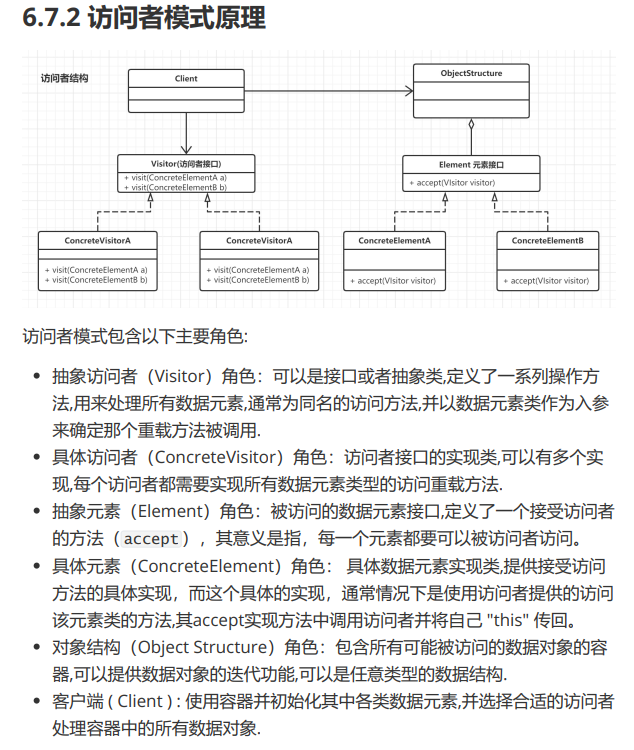 6.7.2 访问者模式原理
访问者结构
Client
ObjectStructure
Visitor(访问者接口)
+ visit(ConcreteElementA a)
+ visit(ConcreteElementB b)
Element 元素接口
+ accept(VIsitor visitor)
ConcreteVisitorA
+ visit(ConcreteElementA a)
+ visit(ConcreteElementB b)
ConcreteVisitorA
+ visit(ConcreteElementA a)
+ visit(ConcreteElementB b)
ConcreteElementA
+ accept(VIsitor visitor)
ConcreteElementB
+ accept(VIsitor visitor)
访问者模式包含以下主要角色:
• 抽象访问者（Visitor）角色：可以是接口或者抽象类,定义了一系列操作方
法,用来处理所有数据元素,通常为同名的访问方法,并以数据元素类作为入参
来确定那个重载方法被调用.
• 具体访问者（ConcreteVisitor）角色：访问者接口的实现类,可以有多个实
现,每个访问者都需要实现所有数据元素类型的访问重载方法.
• 抽象元素（Element）角色：被访问的数据元素接口,定义了一个接受访问者
的方法（accept），其意义是指，每一个元素都要可以被访问者访问。
• 具体元素（ConcreteElement）角色： 具体数据元素实现类,提供接受访问
方法的具体实现，而这个具体的实现，通常情况下是使用访问者提供的访问
该元素类的方法,其accept实现方法中调用访问者并将自己 "this" 传回。
• 对象结构（Object Structure）角色：包含所有可能被访问的数据对象的容
器,可以提供数据对象的迭代功能,可以是任意类型的数据结构.
• 客户端 ( Client ) : 使用容器并初始化其中各类数据元素,并选择合适的访问者
处理容器中的所有数据对象.